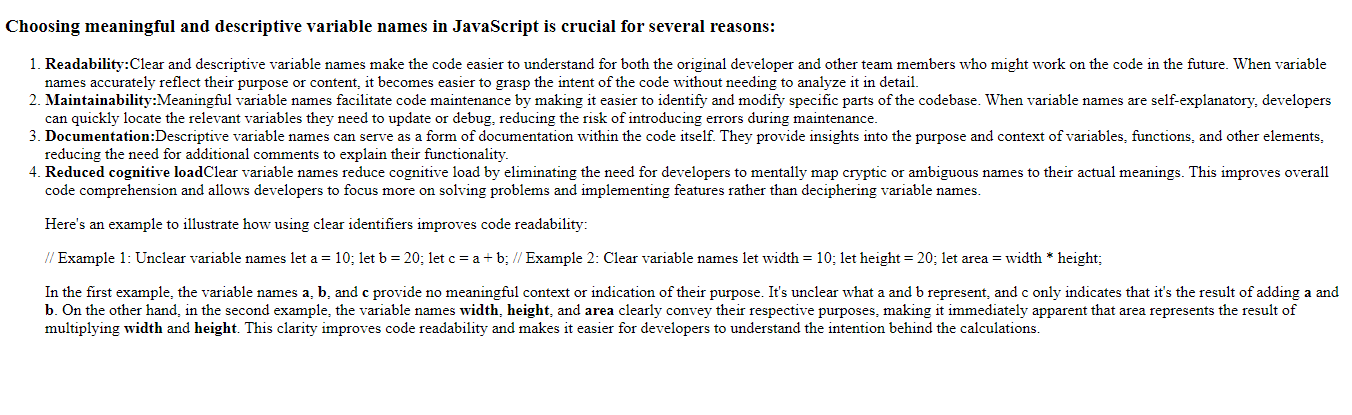 Choosing meaningful and descriptive variable names in JavaScript is crucial for several reasons:
1. Readability:Clear and descriptive variable names make the code easier to understand for both the original developer and other team members who might work on the code in the future. When variable
names accurately reflect their purpose or content, it becomes easier to grasp the intent of the code without needing to analyze it in detail.
2. Maintainability:Meaningful variable names facilitate code maintenance by making it easier to identify and modify specific parts of the codebase. When variable names are self-explanatory, developers
can quickly locate the relevant variables they need to update or debug, reducing the risk of introducing errors during maintenance.
3. Documentation:Descriptive variable names can serve as a form of documentation within the code itself. They provide insights into the purpose and context of variables, functions, and other elements,
reducing the need for additional comments to explain their functionality.
4. Reduced cognitive loadClear variable names reduce cognitive load by eliminating the need for developers to mentally map cryptic or ambiguous names to their actual meanings. This improves overall
code comprehension and allows developers to focus more on solving problems and implementing features rather than deciphering variable names.
Here's an example to illustrate how using clear identifiers improves code readability:
// Example 1: Unclear variable names let a = 10; let b = 20; let c = a + b; // Example 2: Clear variable names let width = 10; let height = 20; let area = width * height;
In the first example, the variable names a, b, and c provide no meaningful context or indication of their purpose. It's unclear what a and b represent, and c only indicates that it's the result of adding a and
b. On the other hand, in the second example, the variable names width, height, and area clearly convey their respective purposes, making it immediately apparent that area represents the result of
multiplying width and height. This clarity improves code readability and makes it easier for developers to understand the intention behind the calculations.